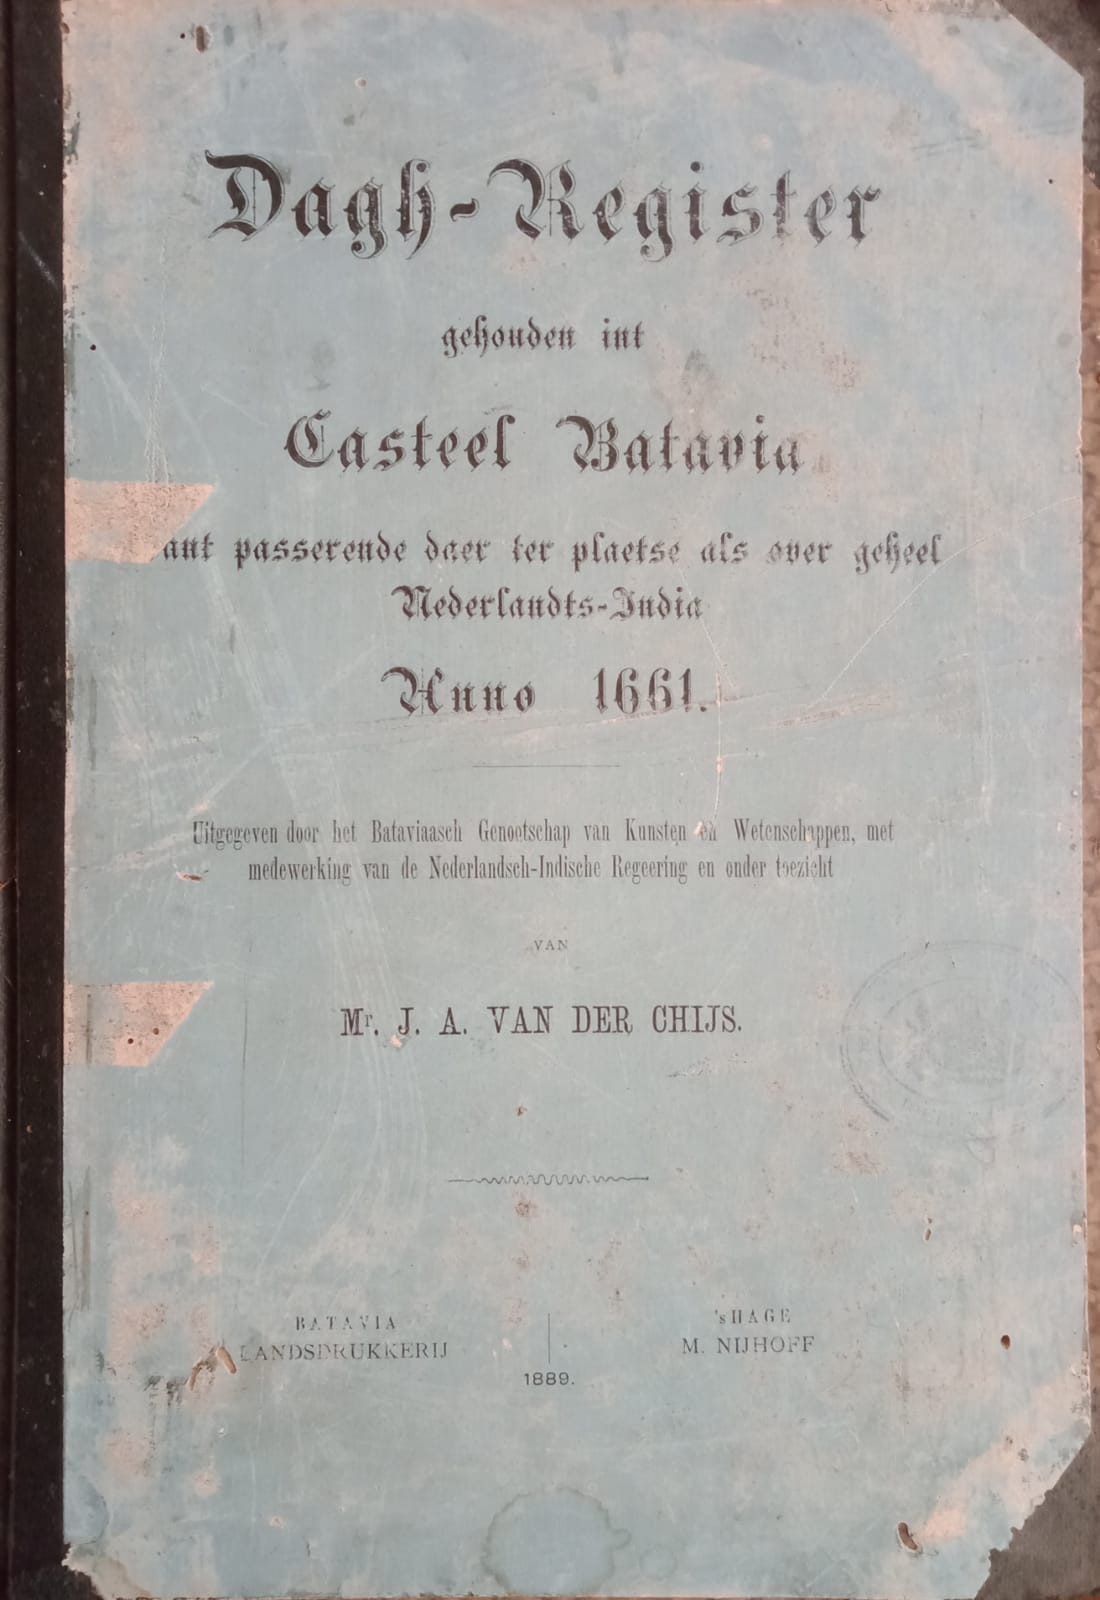 Dagh-Register
gehouden int
Casteel Batavia
ant passerende daer ter plaetse als over geheel
Nederlandts-India
Anno 1661.
Uitgegeven door het Bataviaasch Genootschap van Kunsten en Wetenschappen, met
medewerking van de Nederlandsch-Indische Regeering en onder toezicht
VAN
Mr. J. A. VAN DER CHIJS.
BATAVIA
LANDSDRUKKERIJ
'sHAGE
M. NIJHOFF
1889.